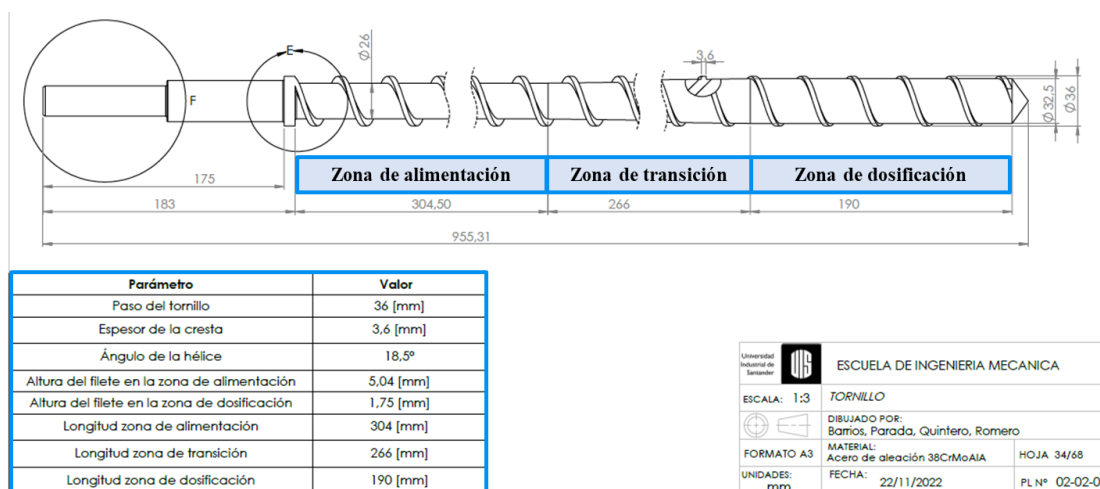 E
Ø26
3,6
F
Ø32,5
Ø36
Zona de alimentación Zona de transición Zona de dosificación
175
183 304,50 266 190
955,31
Parámetro Valor
Paso del tornillo 36 [mm]
Espesor de la cresta 3,6 [mm]
Ángulo de la hélice 18,5º
Altura del filete en la zona de alimentación 5,04 [mm]
Altura del filete en la zona de dosificación 1,75 [mm]
Longitud zona de alimentación 304 [mm]
Longitud zona de transición 266 [mm]
Longitud zona de dosificación 190 [mm]
Universidad
Industrial de
Santander
UIS
ESCUELA DE INGENIERIA MECANICA
ESCALA: 1:3
TORNILLO
DIBUJADO POR:
Barrios, Parada, Quintero, Romero
FORMATO A3
MATERIAL:
Acero de aleación 38CrMoAlA
HOJA 34/68
UNIDADES:
mm
FECHA: 22/11/2022
PL Nº 02-02-0